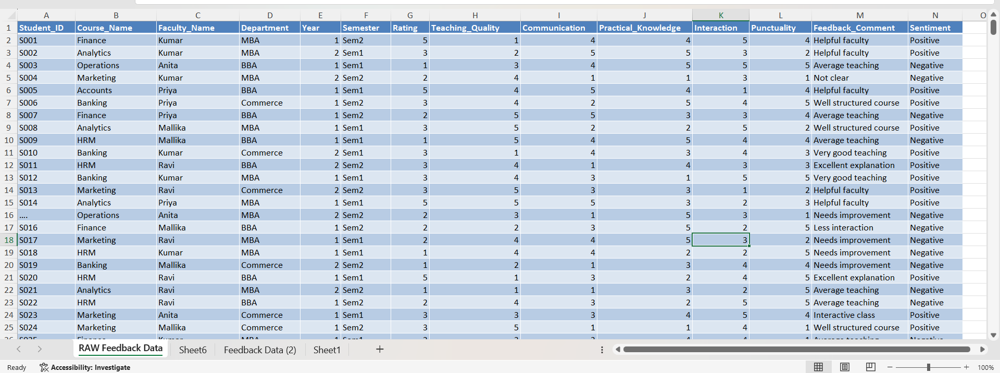 A B C D E F G H I J K L M N O
1 Student_ID Course_Name Faculty_Name Department Year Semester Rating Teaching_Quality Communication Practical_Knowledge Interaction Punctuality Feedback_Comment Sentiment
2 S001 Finance Kumar MBA 1 Sem2 5 1 4 4 5 4 Helpful faculty Positive
3 S002 Analytics Kumar MBA 2 Sem1 3 2 5 5 3 2 Helpful faculty Positive
4 S003 Operations Anita BBA 1 Sem1 1 3 4 5 5 5 Average teaching Negative
5 S004 Marketing Kumar MBA 2 Sem2 2 4 1 1 3 1 Not clear Negative
6 S005 Accounts Priya BBA 1 Sem1 5 4 5 4 1 4 Helpful faculty Positive
7 S006 Banking Priya Commerce 1 Sem2 3 4 2 5 4 5 Well structured course Positive
8 S007 Finance Priya BBA 1 Sem2 2 5 5 3 3 4 Average teaching Negative
9 S008 Analytics Mallika MBA 1 Sem1 3 5 2 2 5 2 Well structured course Positive
10 S009 HRM Mallika BBA 1 Sem1 1 5 4 5 4 4 Average teaching Negative
11 S010 Banking Kumar Commerce 2 Sem1 3 1 4 3 4 3 Very good teaching Positive
12 S011 HRM Ravi BBA 2 Sem2 3 4 1 4 3 3 Excellent explanation Positive
13 S012 Banking Kumar MBA 1 Sem1 3 4 3 1 5 5 Very good teaching Positive
14 S013 Marketing Ravi Commerce 2 Sem2 3 5 3 3 1 2 Helpful faculty Positive
15 S014 Analytics Priya MBA 1 Sem1 5 5 5 3 2 3 Helpful faculty Positive
16 .... Operations Anita MBA 2 Sem2 2 3 1 5 3 1 Needs improvement Negative
17 S016 Finance Mallika BBA 1 Sem2 2 2 3 5 2 5 Less interaction Negative
18 S017 Marketing Ravi MBA 1 Sem1 2 4 4 5 3 2 Needs improvement Negative
19 S018 HRM Kumar MBA 1 Sem1 1 4 4 2 2 5 Needs improvement Negative
20 S019 Banking Mallika Commerce 2 Sem2 1 2 1 3 4 4 Needs improvement Negative
21 S020 HRM Ravi BBA 1 Sem1 5 1 3 2 4 5 Excellent explanation Positive
22 S021 Analytics Ravi MBA 2 Sem2 1 1 1 3 2 5 Average teaching Negative
23 S022 HRM Ravi BBA 1 Sem2 2 4 3 2 5 5 Average teaching Negative
24 S023 Marketing Anita Commerce 1 Sem1 3 3 3 4 5 4 Interactive class Positive
25 S024 Marketing Mallika Commerce 1 Sem2 3 5 1 1 4 1 Well structured course Positive
RAW Feedback Data Sheet6 Feedback Data (2) Sheet1
Ready Accessibility: Investigate 100%